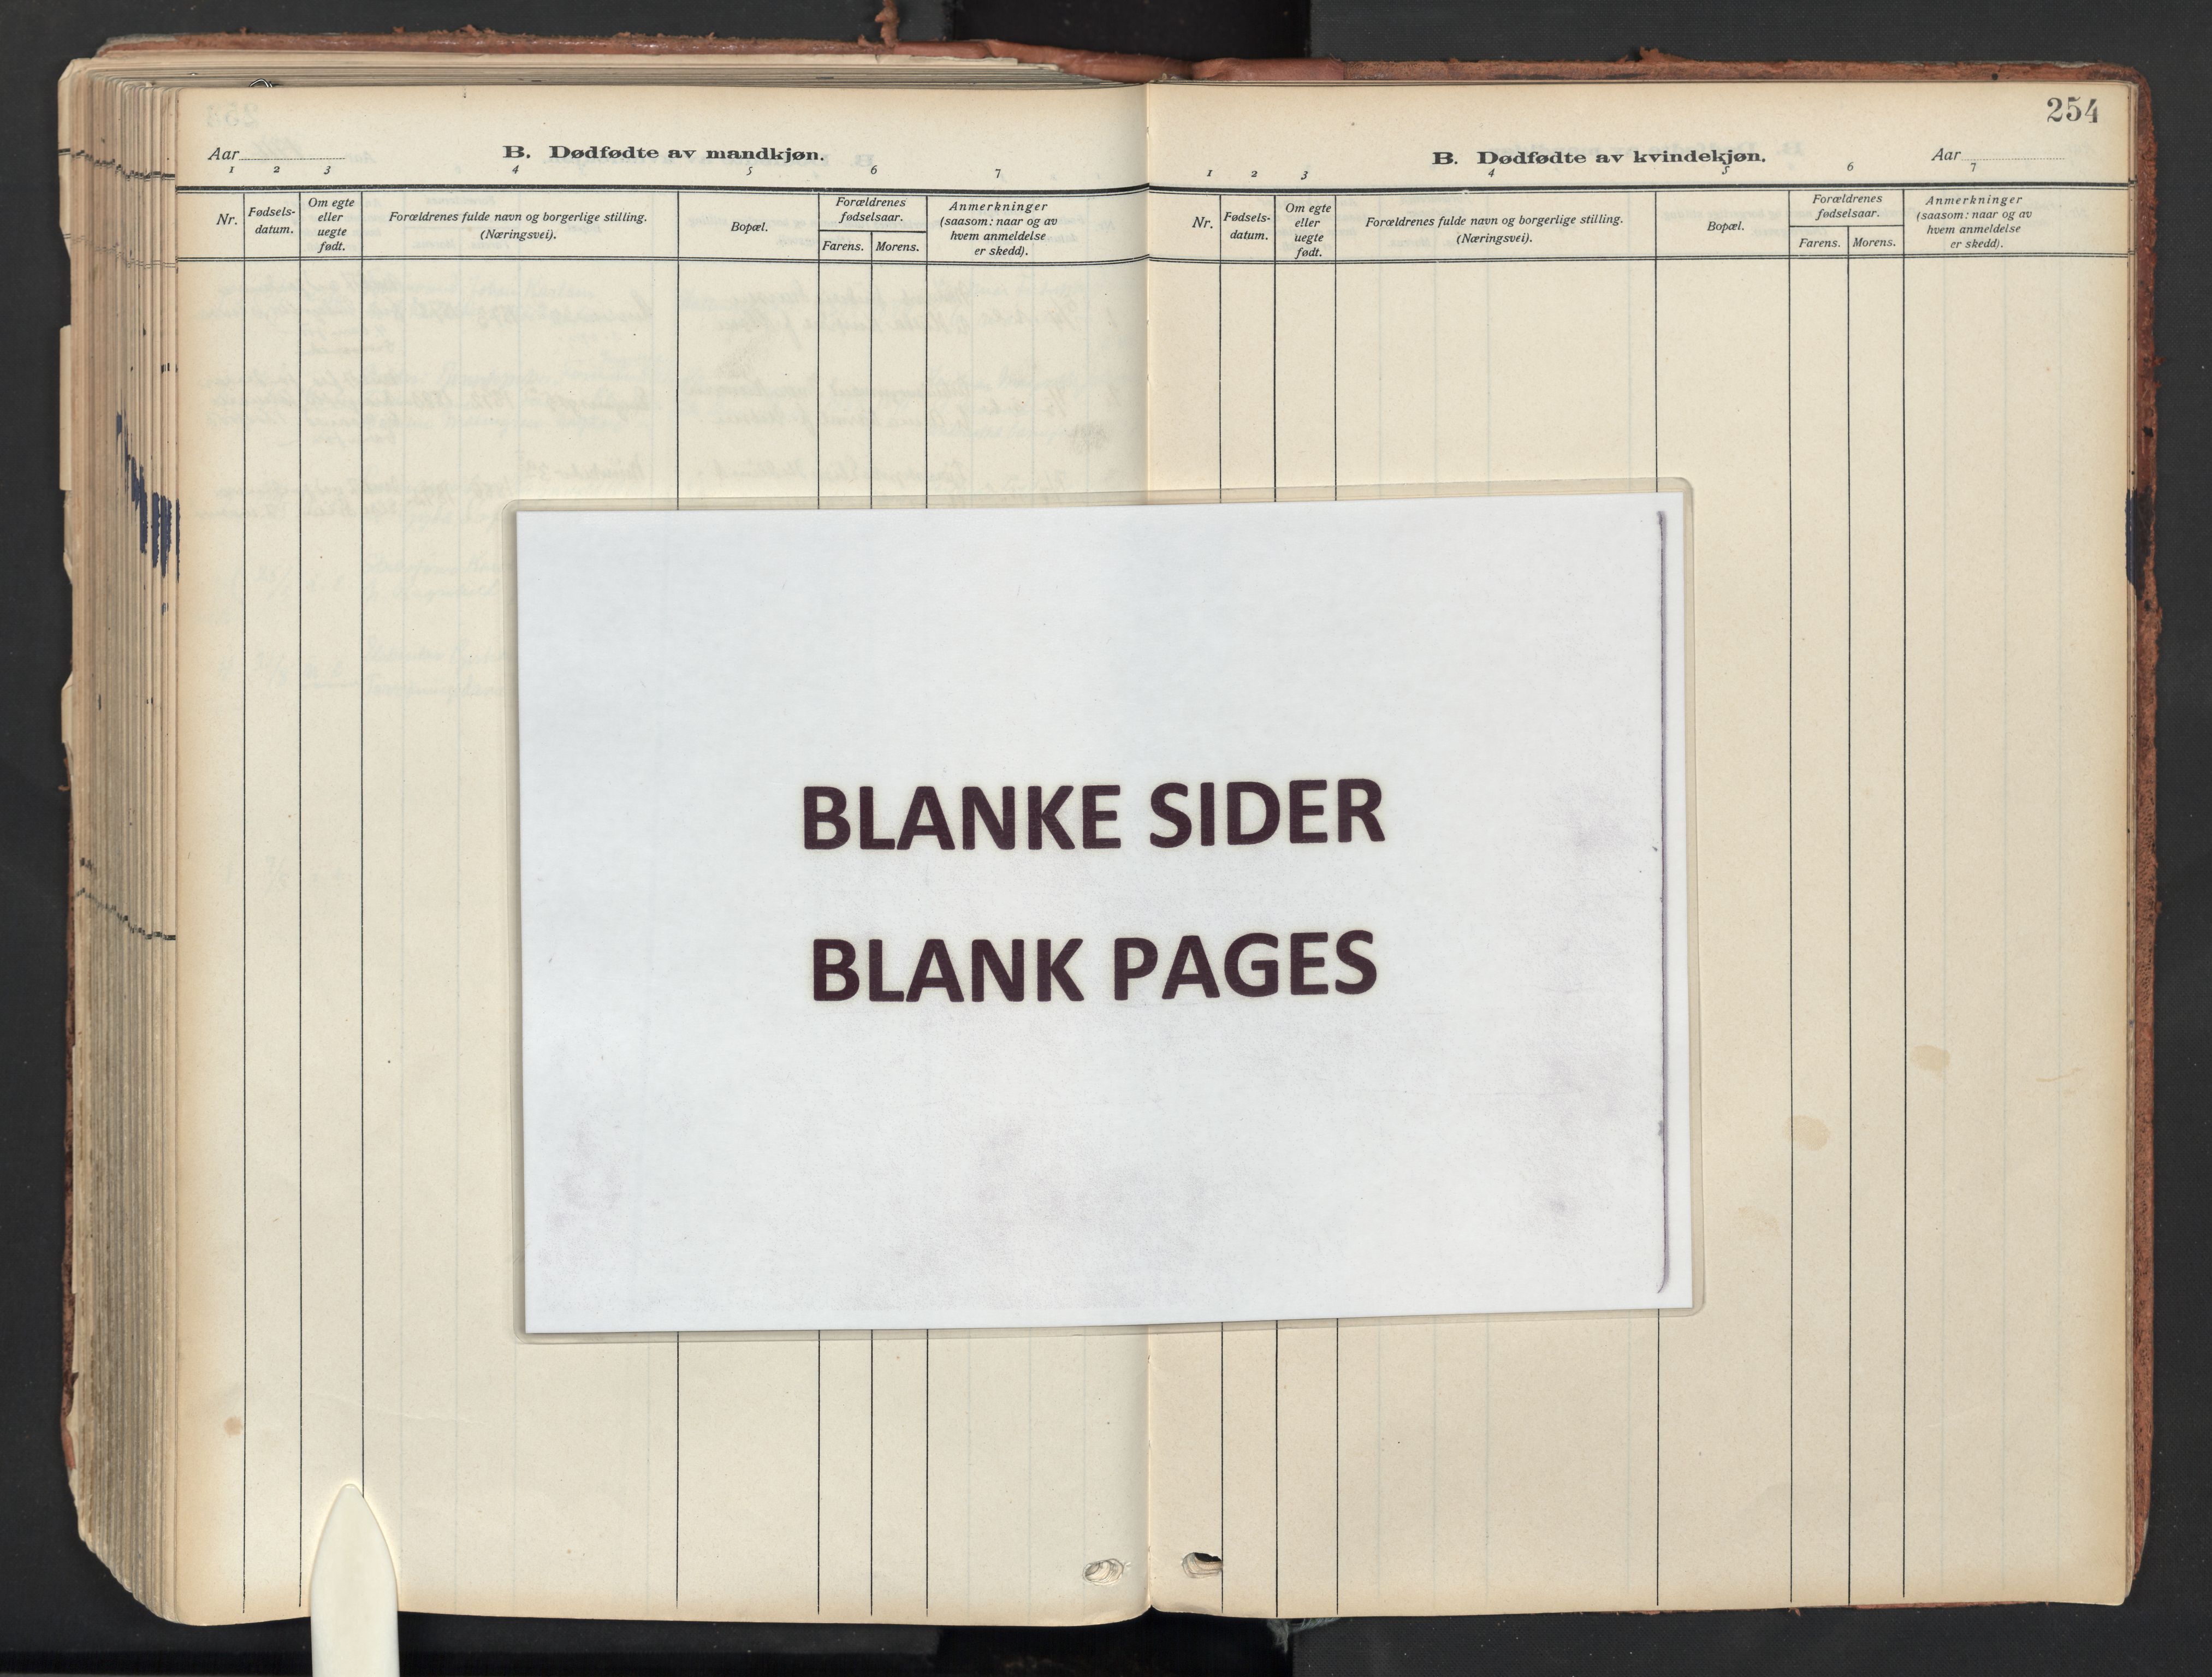 Aar
B. Dødfødte av mandkjøn.
1 2 3 4 5 6 7
Nr.
Fødsels-
datum.
Om egte
eller
uegte
født.
Forældrenes fulde navn og borgerlige stilling.
(Næringsvei).
Bopæl.
Forældrenes
fødselsaar.
Farens. Morens.
Anmerkninger
(saasom: naar og av
hvem anmeldelse
er skedd).
254
B. Dødfødte av kvindekjøn.
Aar
1 2 3 4 5 6 7
Nr.
Fødsels-
datum.
Om egte
eller
uegte
født.
Forældrenes fulde navn og borgerlige stilling.
(Næringsvei).
Bopæl.
Forældrenes
fødselsaar.
Farens. Morens.
Anmerkninger
(saasom: naar og av
hvem anmeldelse
er skedd).
BLANKE SIDER
BLANK PAGES